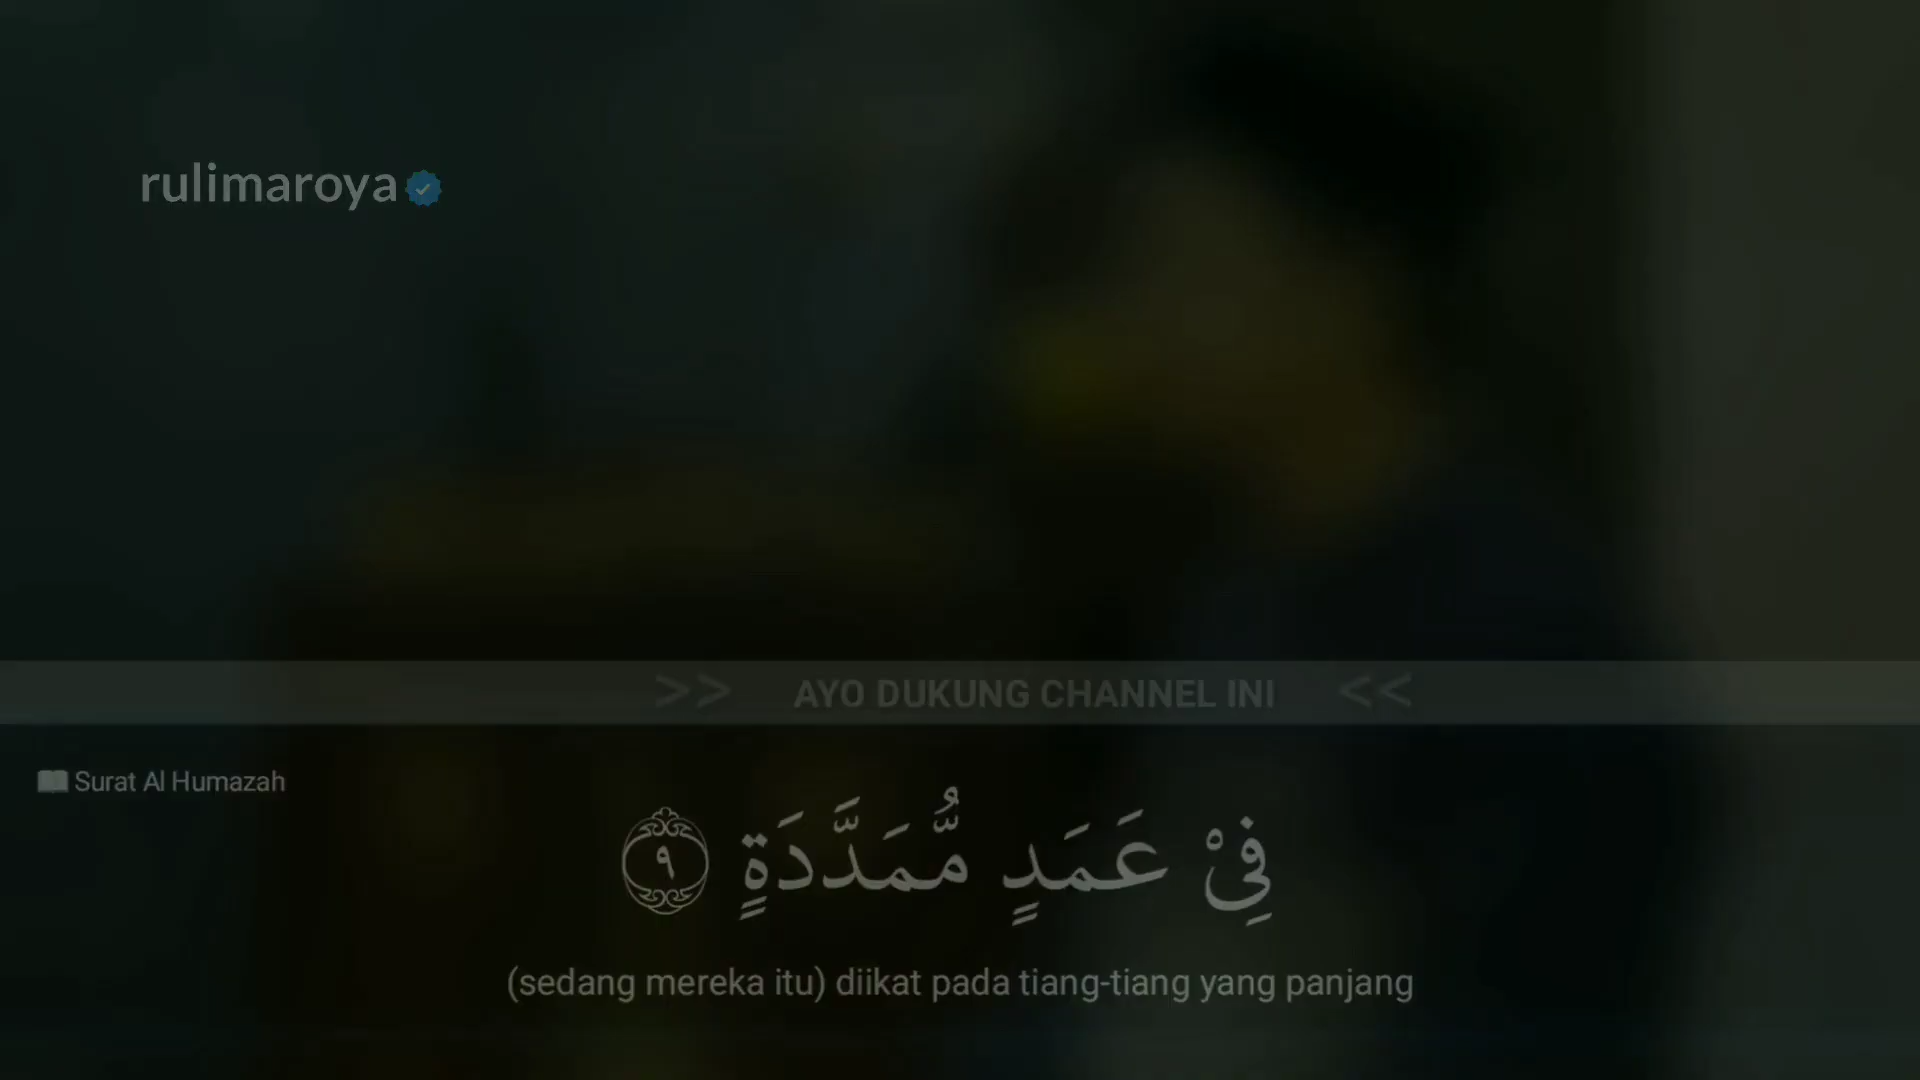 rulimaroya
>> AYO DUKUNG CHANNEL INI <<
Surat Al Humazah
فِيْ عَمَدٍ مُّمَدَّدَةٍ ٩
(sedang mereka itu) diikat pada tiang-tiang yang panjang